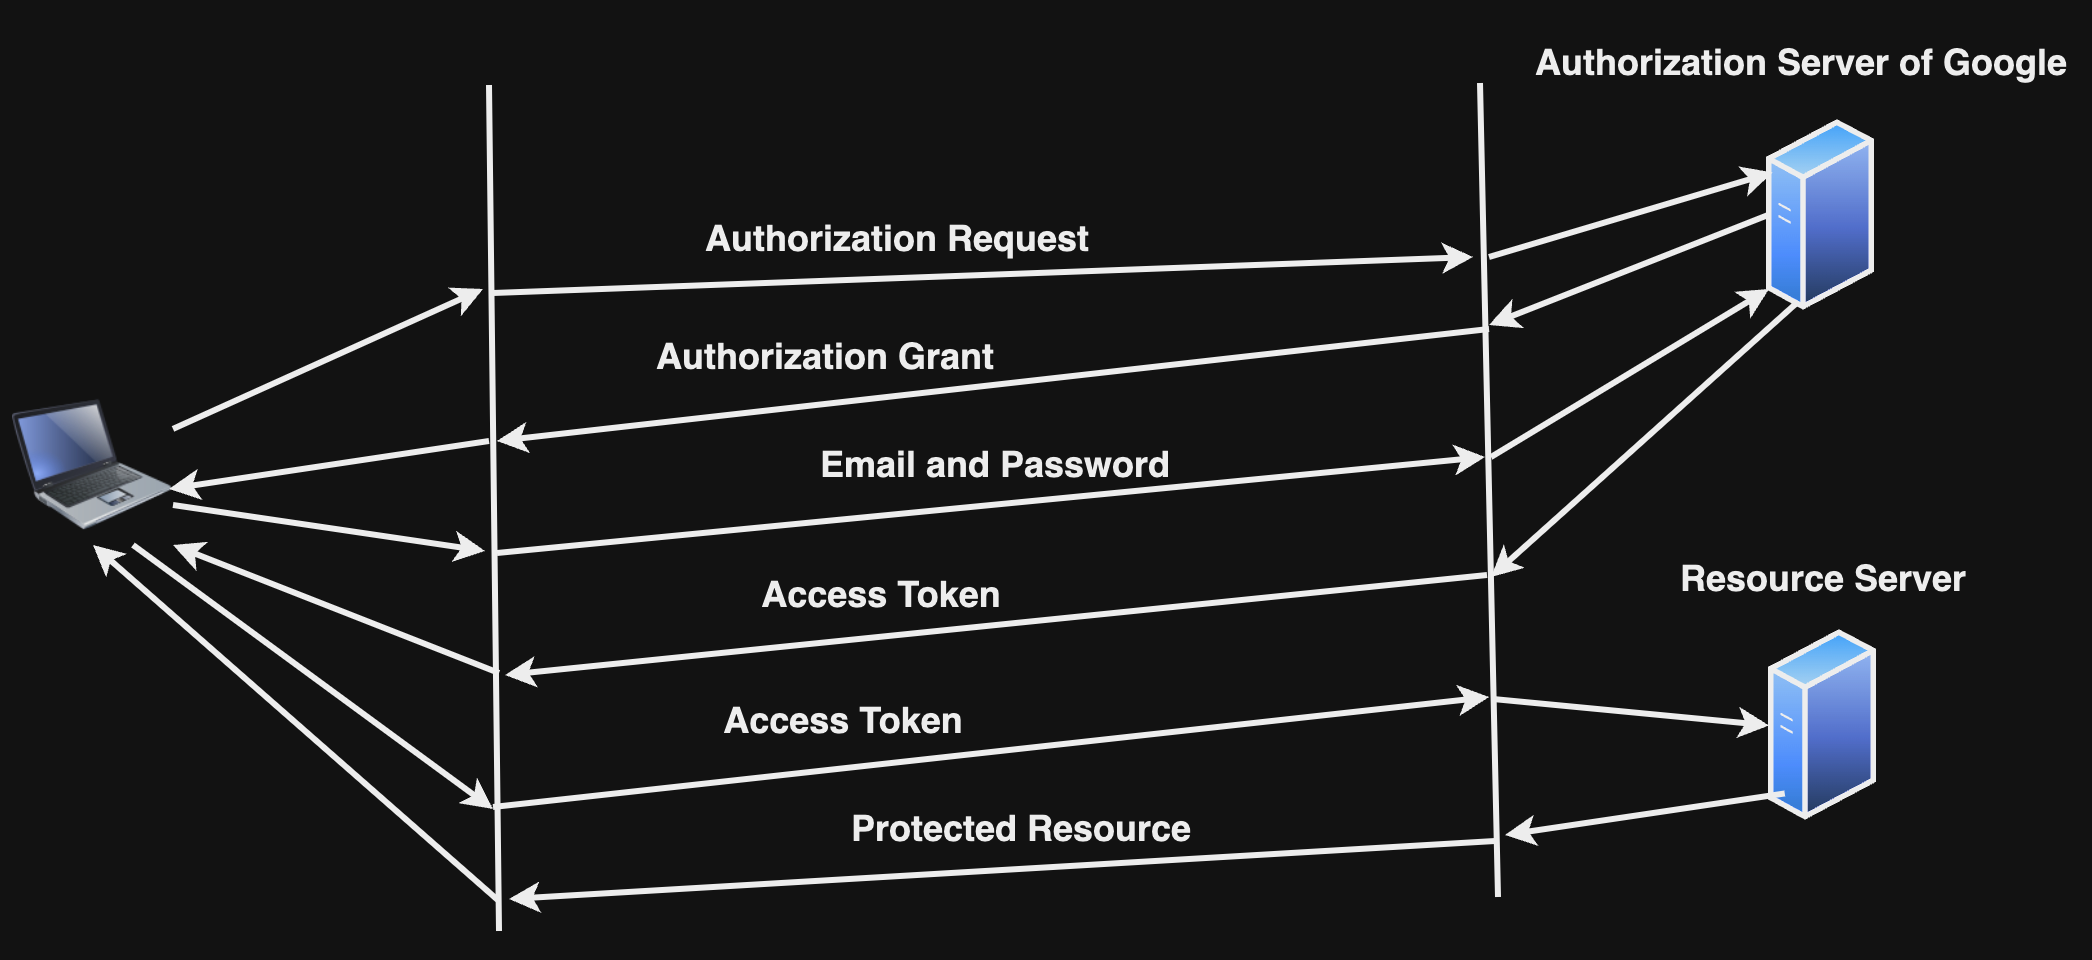 Authorization Server of Google
Authorization Request
Authorization Grant
Email and Password
Access Token
Resource Server
Access Token
Protected Resource